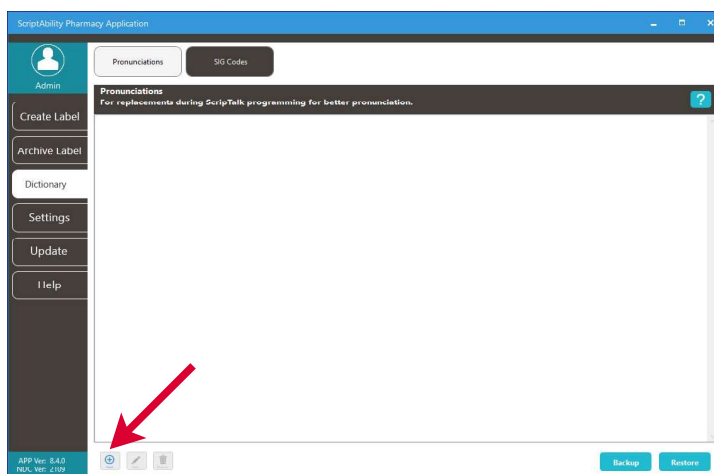 ScriptAbility Pharmacy Application
Admin
Create Label
Archive Label
Dictionary
Settings
Update
Help
APP Ver: 8.4.0
NDC Ver: 2109
Pronunciations
SIG Codes
Pronunciations
For replacements during ScripTalk programming for better pronunciation.
?
Backup
Restore